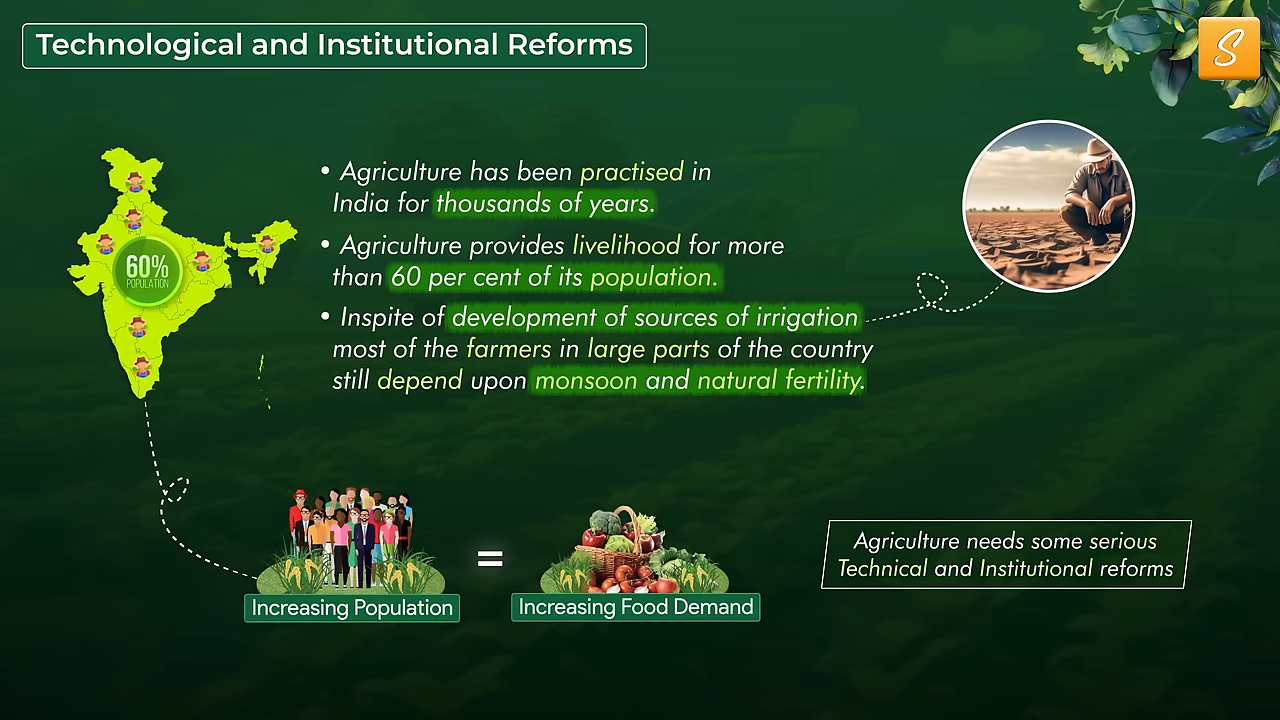 Technological and Institutional Reforms
S
• Agriculture has been practised in
India for thousands of years.
• Agriculture provides livelihood for more
than 60 per cent of its population.
• Inspite of development of sources of irrigation
most of the farmers in large parts of the country
still depend upon monsoon and natural fertility.
60%
POPULATION
Increasing Population
=
Increasing Food Demand
Agriculture needs some serious
Technical and Institutional reforms